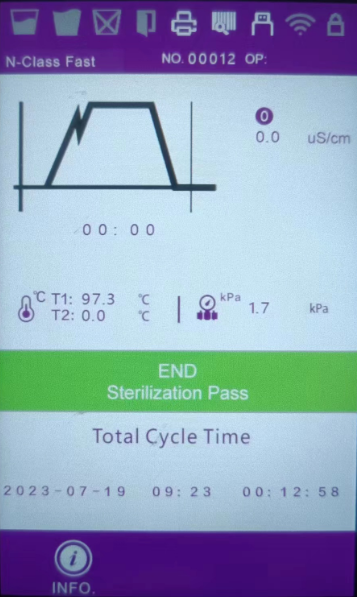 N-Class Fast NO. 00012 OP:
0
0.0 uS/cm
00:00
°C T1: 97.3 °C kPa 1.7 kPa
T2: 0.0 °C
END
Sterilization Pass
Total Cycle Time
2023-07-19 09:23 00:12:58
i
INFO.